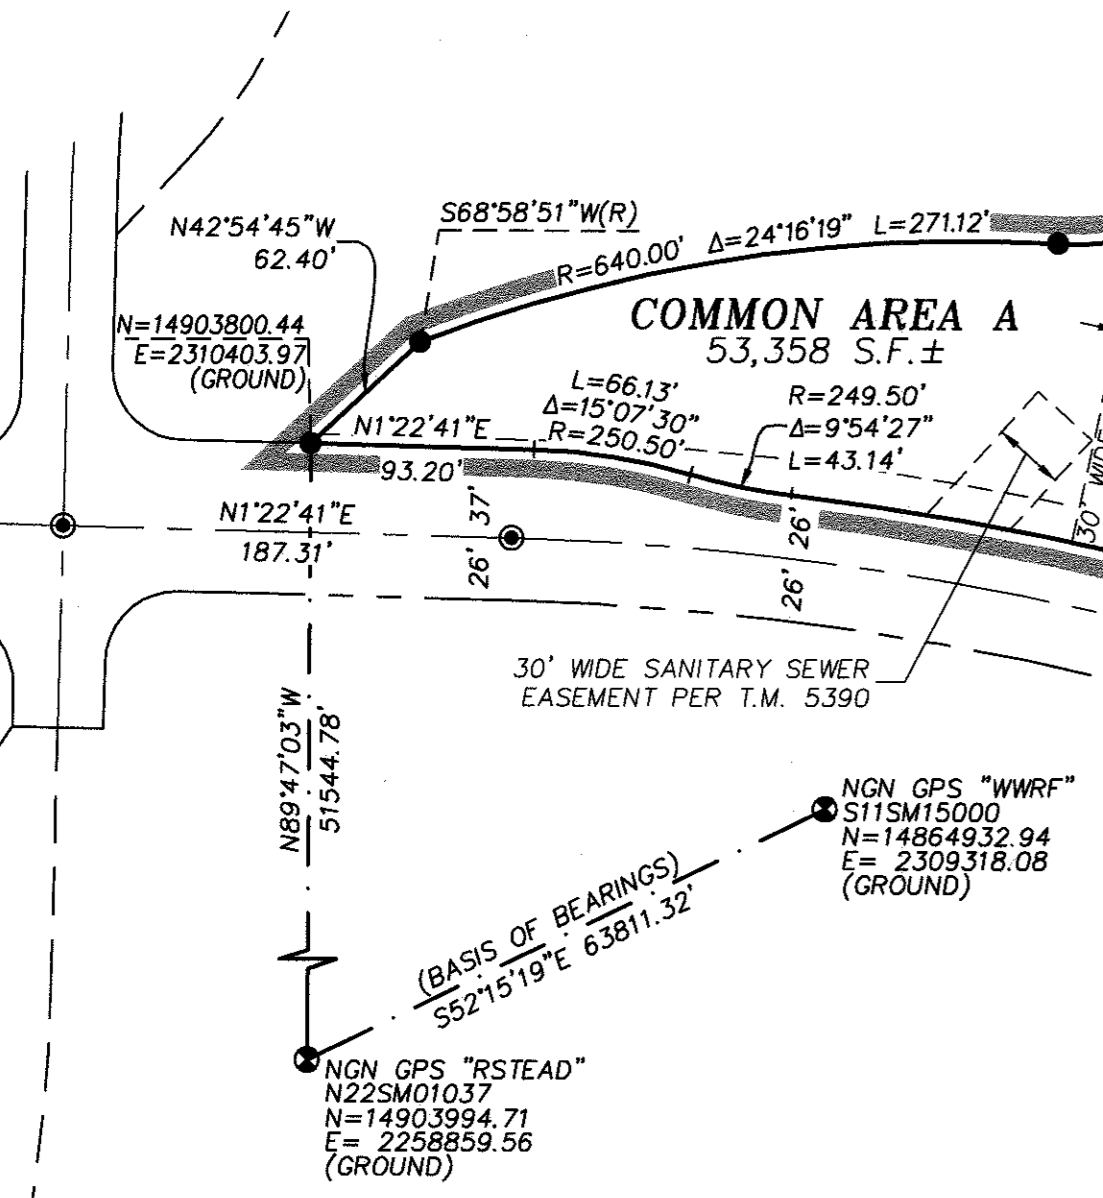 N42°54'45"W
62.40'
S68°58'51"W(R)
R=640.00' Δ=24°16'19" L=271.12'
N=14903800.44
E=2310403.97
(GROUND)
COMMON AREA A
53,358 S.F.±
L=66.13'
Δ=15°07'30"
R=250.50'
R=249.50'
Δ=9°54'27"
L=43.14'
N1°22'41"E
93.20'
N1°22'41"E
187.31'
37'
26'
26'
26'
30' WIDE
30' WIDE SANITARY SEWER
EASEMENT PER T.M. 5390
N89°47'03"W
51544.78'
NGN GPS "WWRF"
S11SM15000
N=14864932.94
E= 2309318.08
(GROUND)
(BASIS OF BEARINGS)
S52°15'19"E 63811.32'
NGN GPS "RSTEAD"
N22SM01037
N=14903994.71
E= 2258859.56
(GROUND)